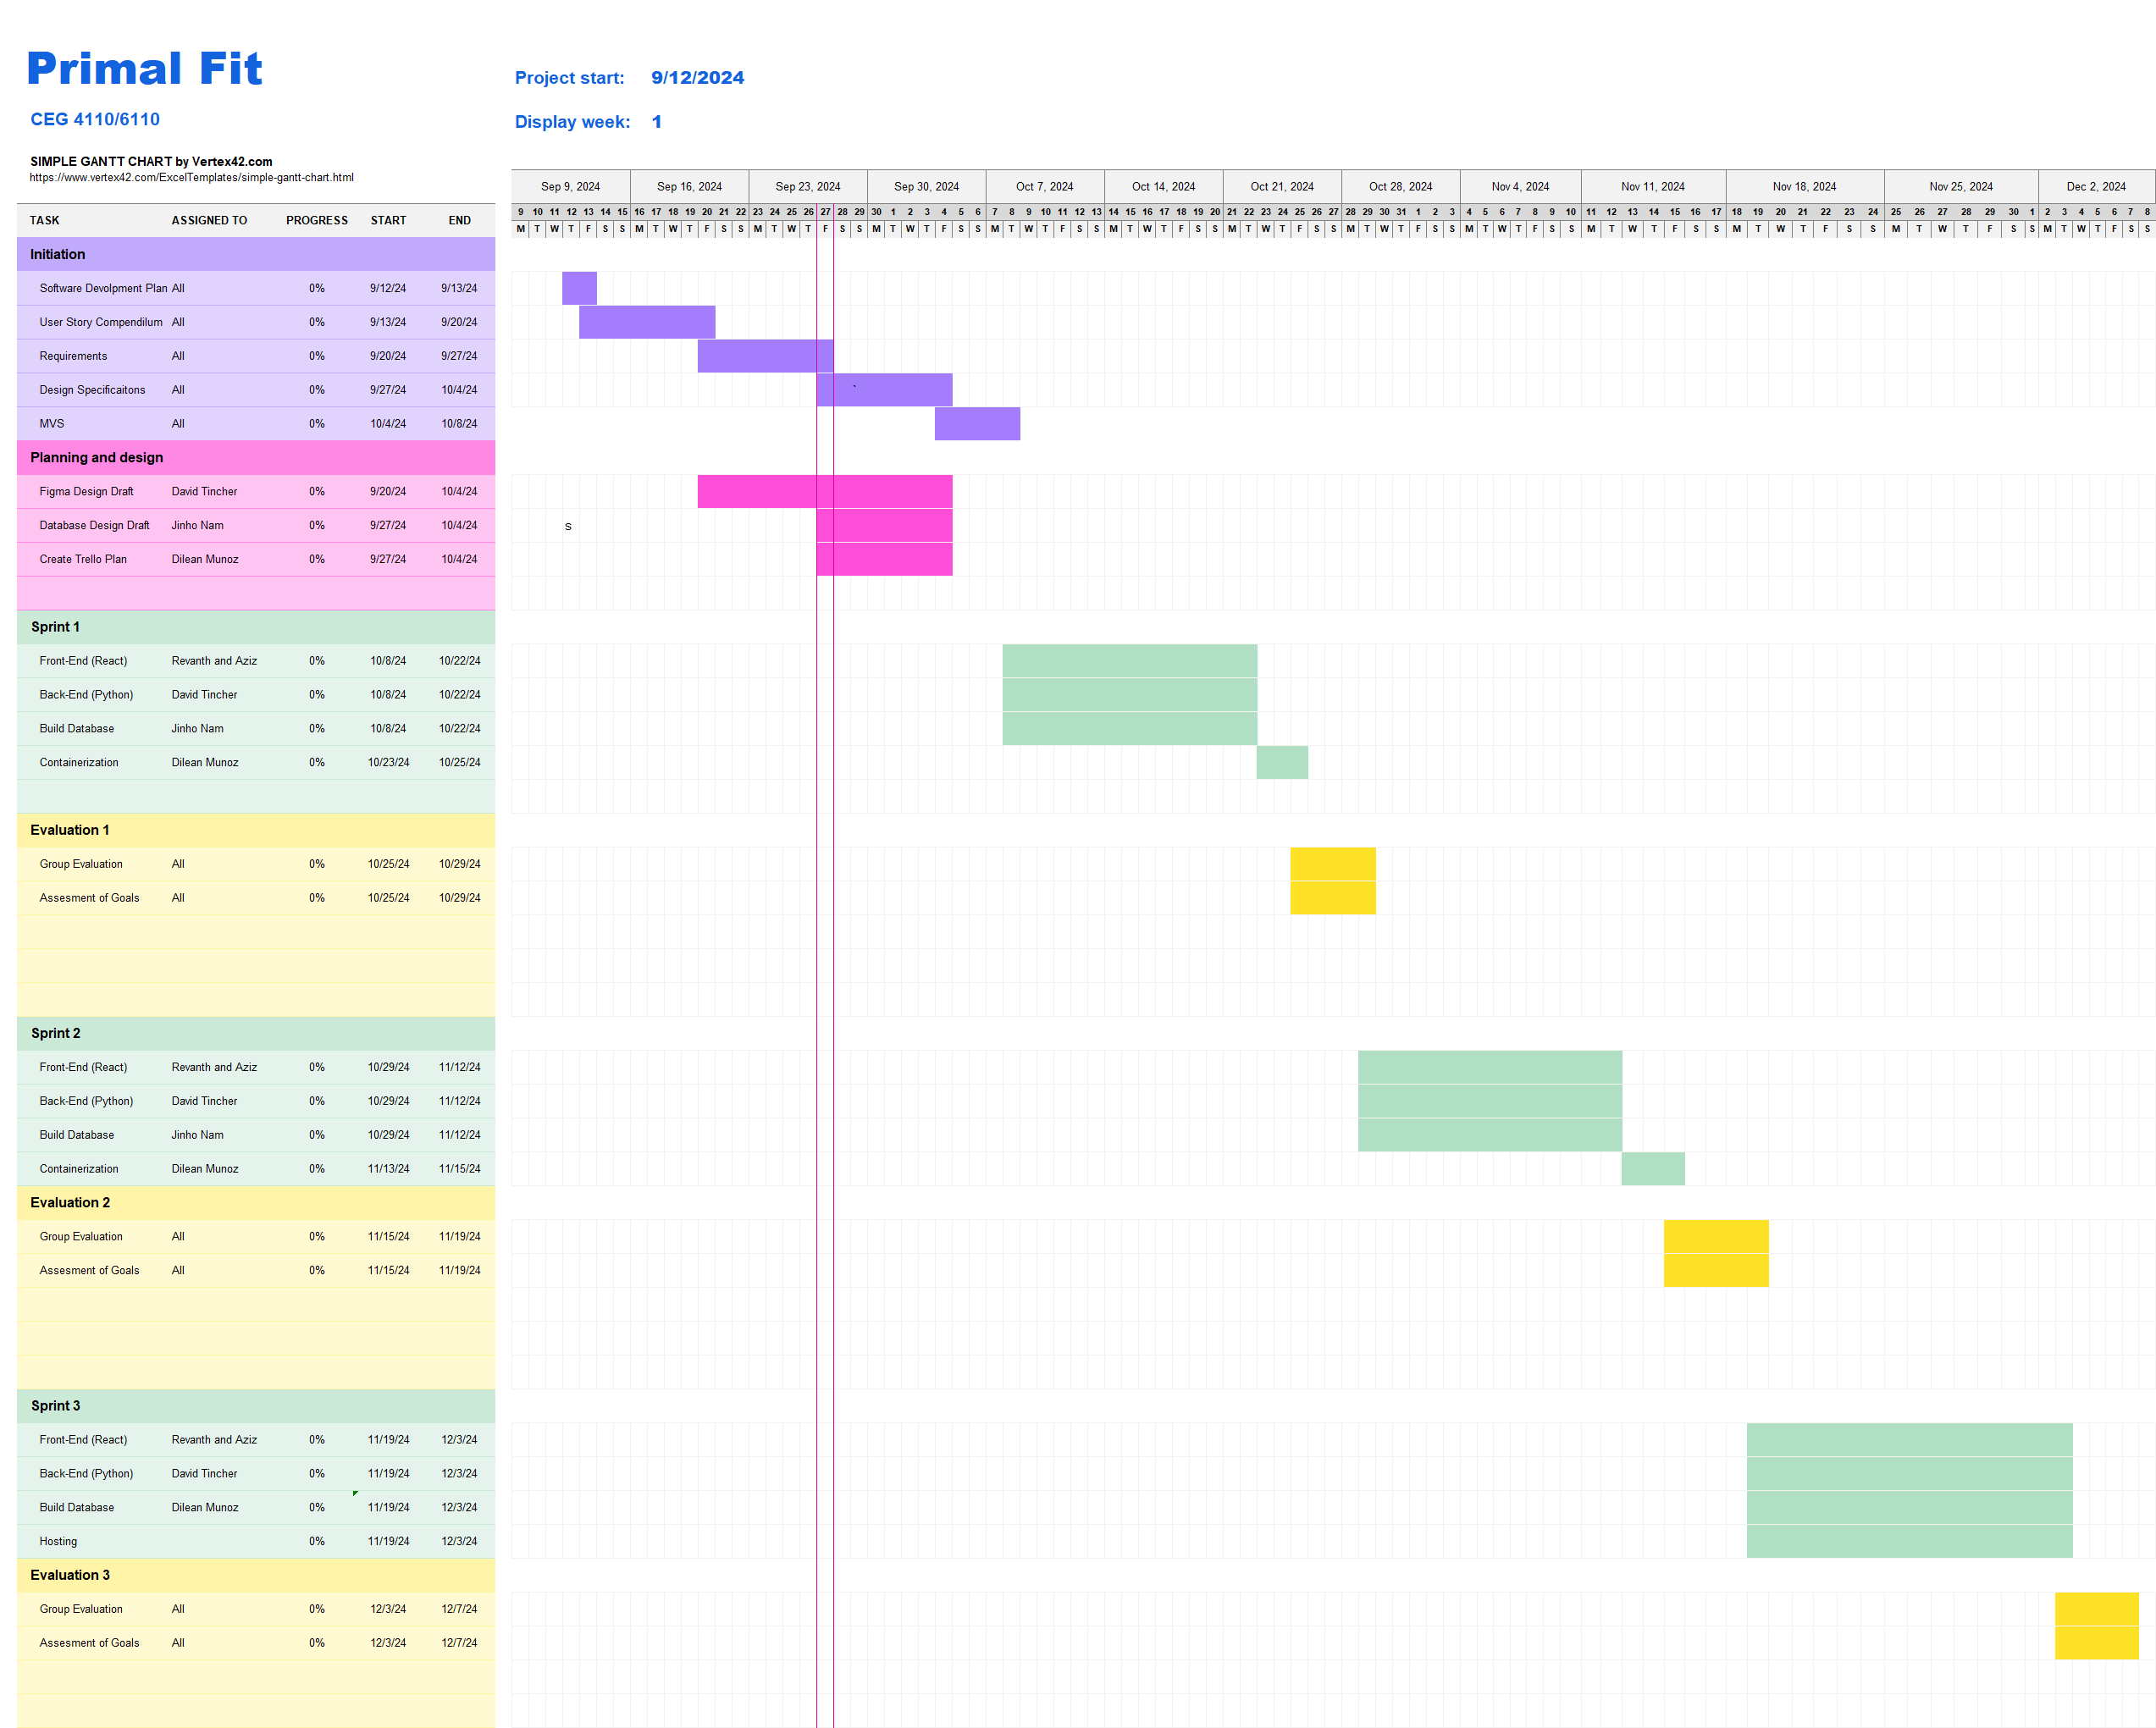 Primal Fit
Project start: 9/12/2024
CEG 4110/6110
Display week: 1
SIMPLE GANTT CHART by Vertex42.com
https://www.vertex42.com/ExcelTemplates/simple-gantt-chart.html
Sep 9, 2024 Sep 16, 2024 Sep 23, 2024 Sep 30, 2024 Oct 7, 2024 Oct 14, 2024 Oct 21, 2024 Oct 28, 2024 Nov 4, 2024 Nov 11, 2024 Nov 18, 2024 Nov 25, 2024 Dec 2, 2024
9 10 11 12 13 14 15 16 17 18 19 20 21 22 23 24 25 26 27 28 29 30 1 2 3 4 5 6 7 8 9 10 11 12 13 14 15 16 17 18 19 20 21 22 23 24 25 26 27 28 29 30 31 1 2 3 4 5 6 7 8 9 10 11 12 13 14 15 16 17 18 19 20 21 22 23 24 25 26 27 28 29 30 1 2 3 4 5 6 7 8
TASK ASSIGNED TO PROGRESS START END
M T W T F S S M T W T F S S M T W T F S S M T W T F S S M T W T F S S M T W T F S S M T W T F S S M T W T F S S M T W T F S S M T W T F S S M T W T F S S M T W T F S S M T W T F S S
Initiation
Software Devolpment Plan All 0% 9/12/24 9/13/24
User Story Compendilum All 0% 9/13/24 9/20/24
Requirements All 0% 9/20/24 9/27/24
Design Specificaitons All 0% 9/27/24 10/4/24 `
MVS All 0% 10/4/24 10/8/24
Planning and design
Figma Design Draft David Tincher 0% 9/20/24 10/4/24
Database Design Draft Jinho Nam 0% 9/27/24 10/4/24 s
Create Trello Plan Dilean Munoz 0% 9/27/24 10/4/24
Sprint 1
Front-End (React) Revanth and Aziz 0% 10/8/24 10/22/24
Back-End (Python) David Tincher 0% 10/8/24 10/22/24
Build Database Jinho Nam 0% 10/8/24 10/22/24
Containerization Dilean Munoz 0% 10/23/24 10/25/24
Evaluation 1
Group Evaluation All 0% 10/25/24 10/29/24
Assesment of Goals All 0% 10/25/24 10/29/24
Sprint 2
Front-End (React) Revanth and Aziz 0% 10/29/24 11/12/24
Back-End (Python) David Tincher 0% 10/29/24 11/12/24
Build Database Jinho Nam 0% 10/29/24 11/12/24
Containerization Dilean Munoz 0% 11/13/24 11/15/24
Evaluation 2
Group Evaluation All 0% 11/15/24 11/19/24
Assesment of Goals All 0% 11/15/24 11/19/24
Sprint 3
Front-End (React) Revanth and Aziz 0% 11/19/24 12/3/24
Back-End (Python) David Tincher 0% 11/19/24 12/3/24
Build Database Dilean Munoz 0% 11/19/24 12/3/24
Hosting 0% 11/19/24 12/3/24
Evaluation 3
Group Evaluation All 0% 12/3/24 12/7/24
Assesment of Goals All 0% 12/3/24 12/7/24